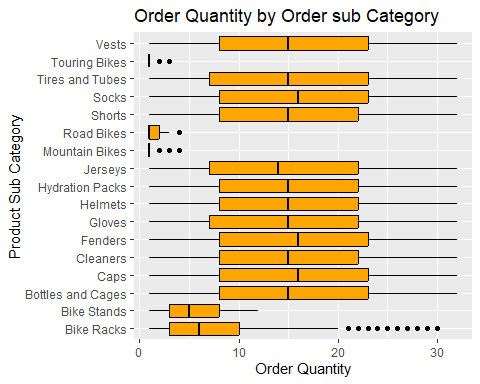 Order Quantity by Order sub Category
Product Sub Category
Vests
Touring Bikes
Tires and Tubes
Socks
Shorts
Road Bikes
Mountain Bikes
Jerseys
Hydration Packs
Helmets
Gloves
Fenders
Cleaners
Caps
Bottles and Cages
Bike Stands
Bike Racks
0 10 20 30
Order Quantity